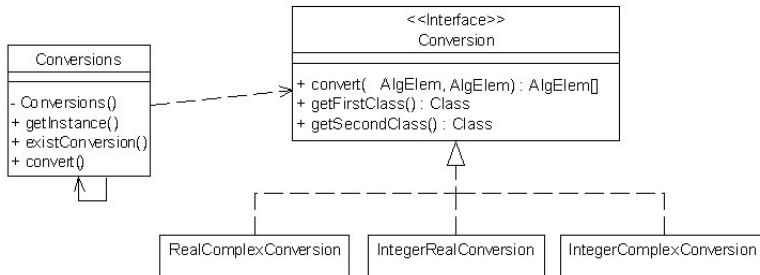 <<Interface>>
Conversion
Conversions
+ convert( AlgElem, AlgElem) : AlgElem[]
+ getFirstClass() : Class
+ getSecondClass() : Class
- Conversions()
+ getInstance()
+ existConversion()
+ convert()
RealComplexConversion
IntegerRealConversion
IntegerComplexConversion